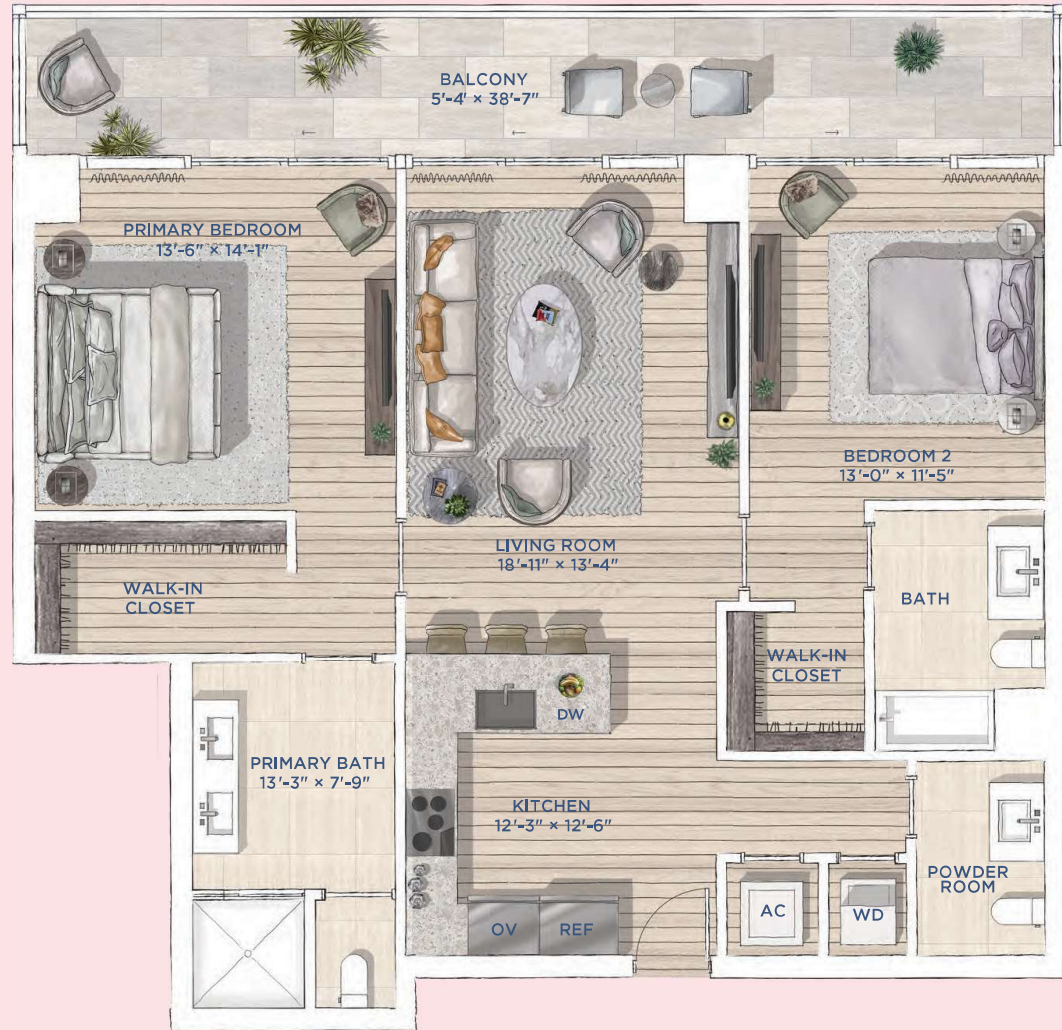 BALCONY
5'-4' × 38'-7"
PRIMARY BEDROOM
13'-6" × 14'-1"
BEDROOM 2
13'-0" × 11'-5"
LIVING ROOM
18'-11" × 13'-4"
WALK-IN
CLOSET
BATH
WALK-IN
CLOSET
DW
PRIMARY BATH
13'-3" × 7'-9"
KITCHEN
12'-3" × 12'-6"
POWDER
ROOM
AC
WD
OV
REF